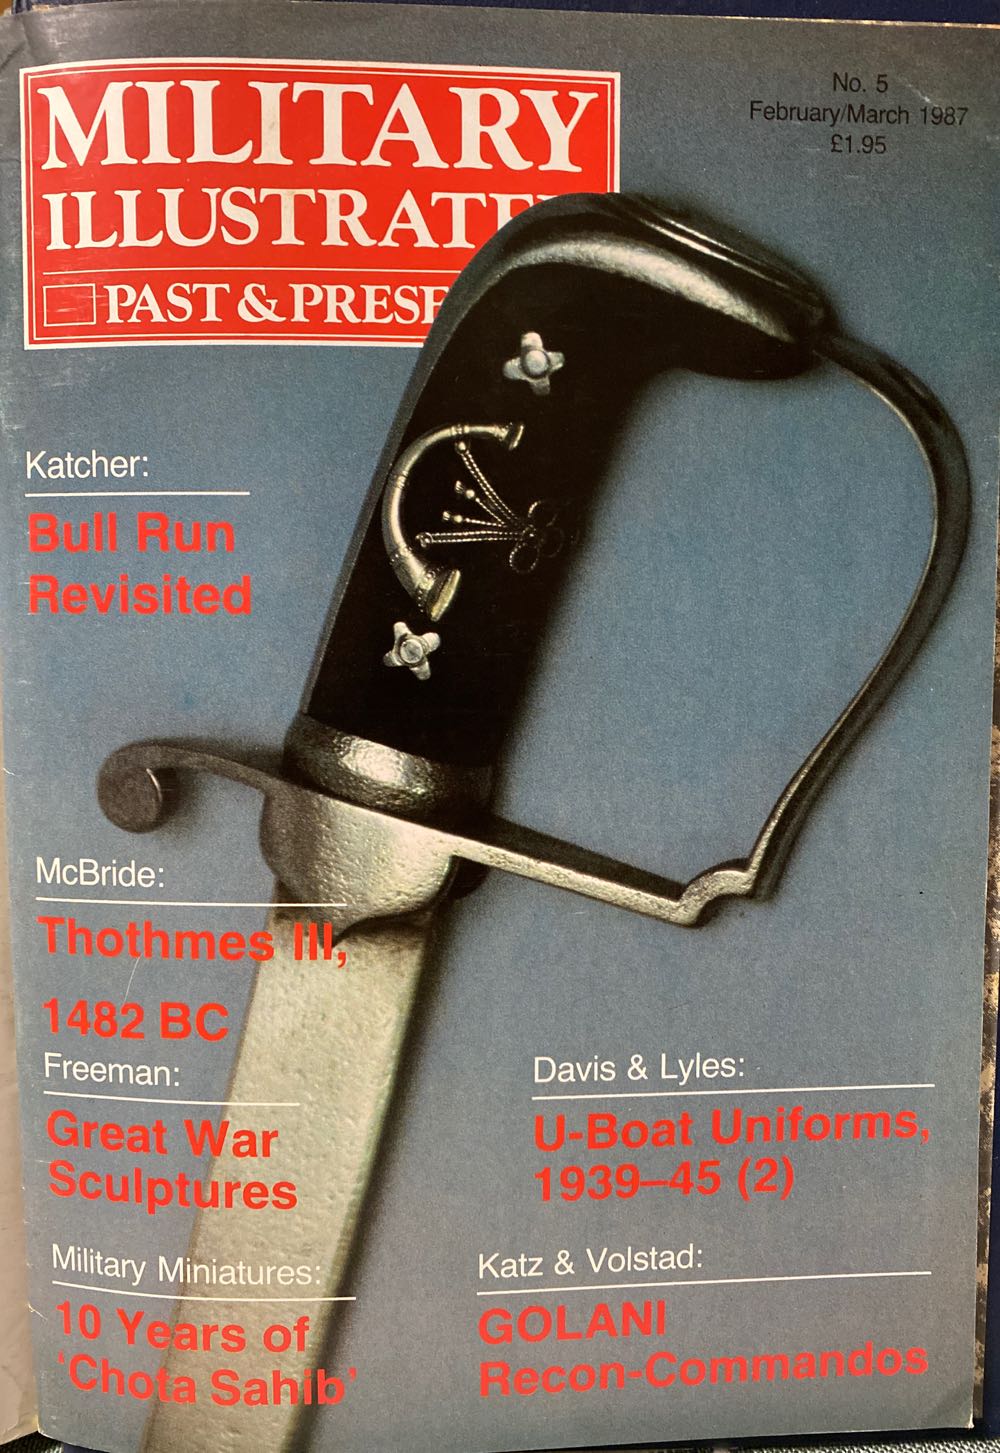 MILITARY
ILLUSTRATE
PAST & PRESE
No. 5
February/March 1987
£1.95
Katcher:
Bull Run
Revisited
McBride:
Thothmes III,
1482 BC
Freeman:
Great War
Sculptures
Military Miniatures:
10 Years of
'Chota Sahib'
Davis & Lyles:
U-Boat Uniforms,
1939–45 (2)
Katz & Volstad:
GOLANI
Recon-Commandos